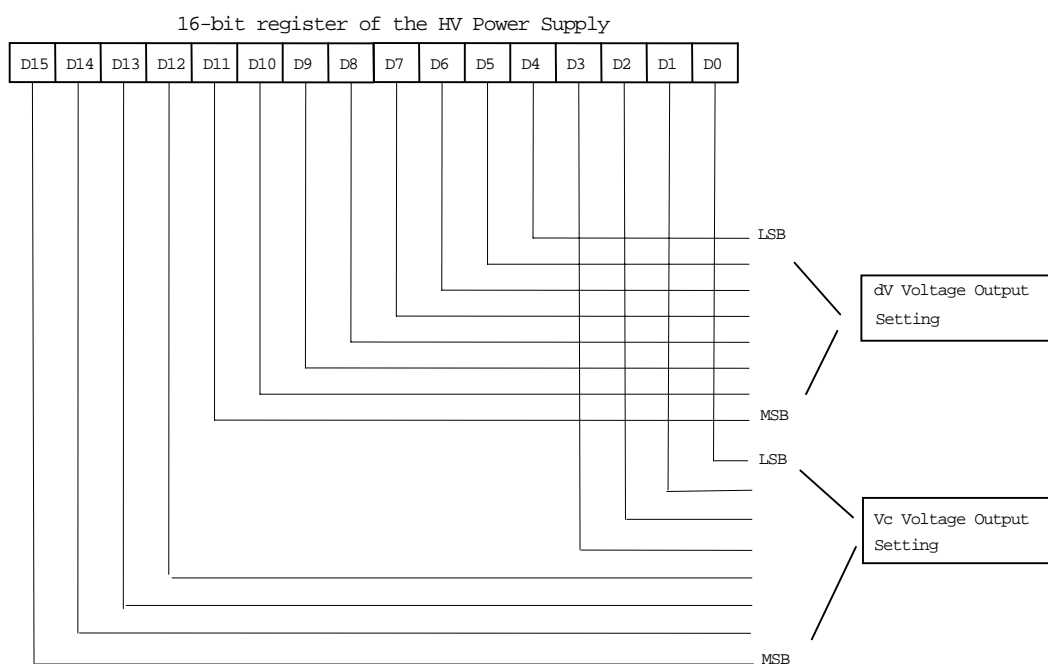 16-bit register of the HV Power Supply
D15 D14 D13 D12 D11 D10 D9 D8 D7 D6 D5 D4 D3 D2 D1 D0
LSB
dV Voltage Output
Setting
MSB
LSB
Vc Voltage Output
Setting
MSB